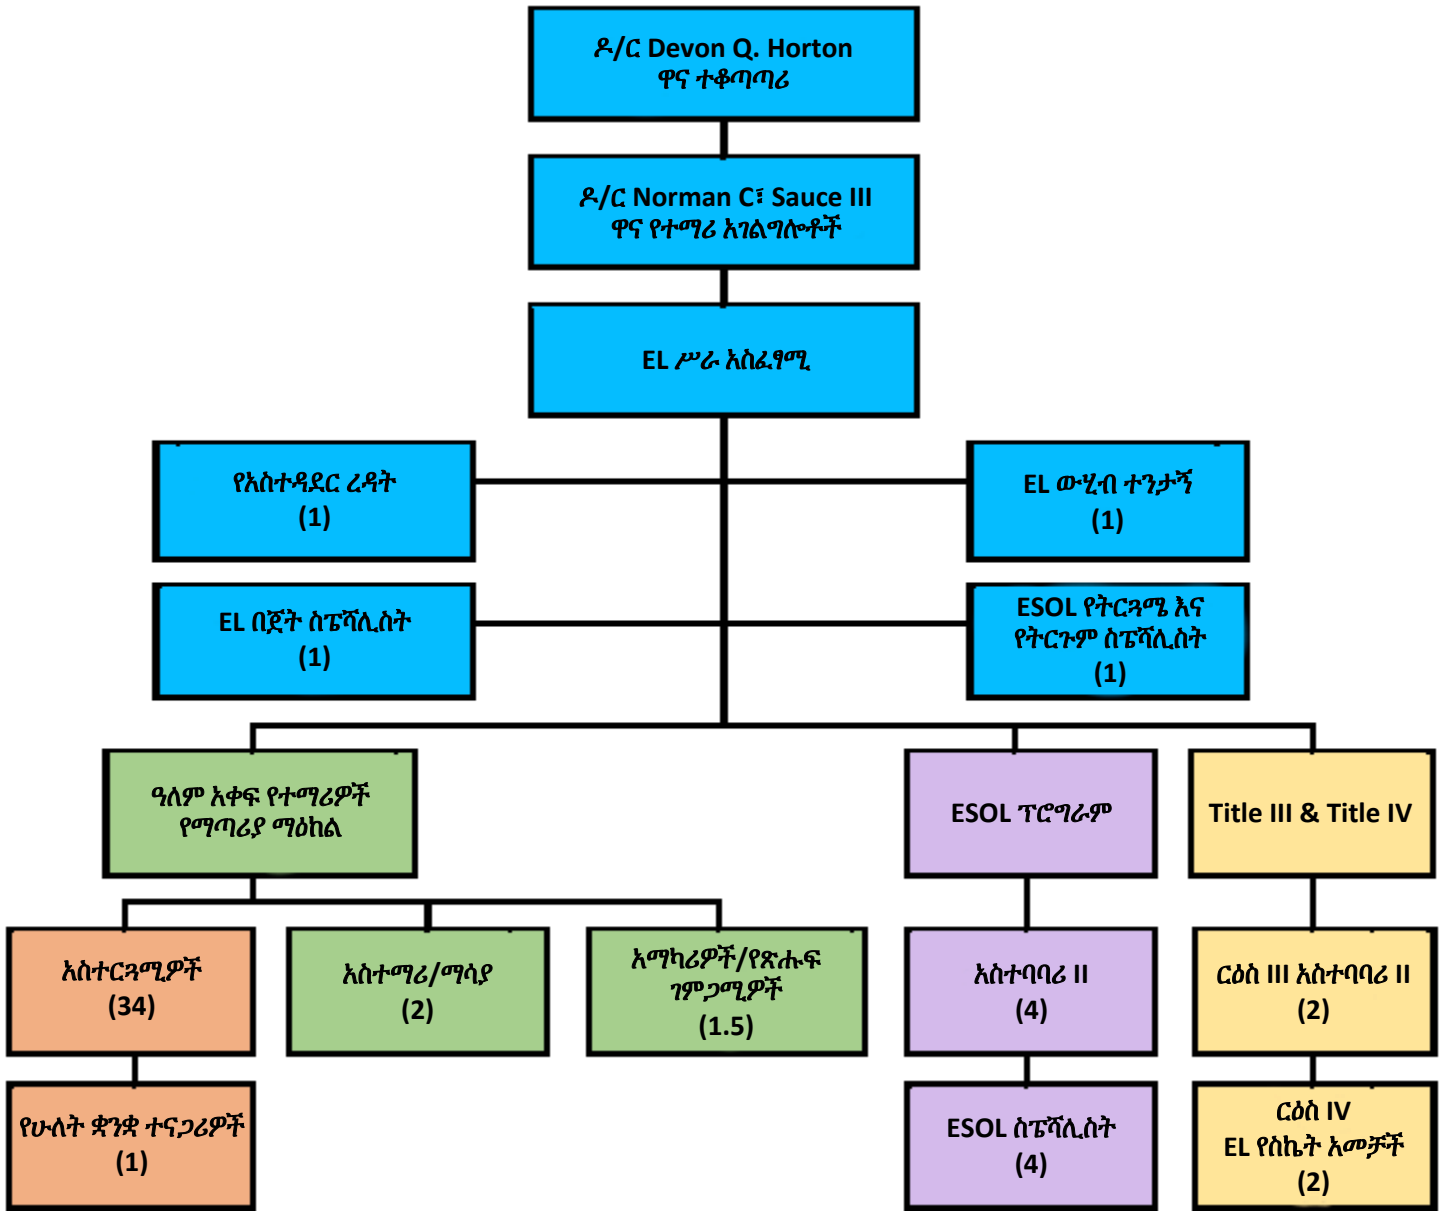 ዶ/ር Devon Q. Horton
ዋና ተቆጣጣሪ
ዶ/ር Norman C፣ Sauce III
ዋና የተማሪ አገልግሎቶች
EL ሥራ አስፈፃሚ
የአስተዳደር ረዳት
(1)
EL ውሂብ ተንታኝ
(1)
EL በጀት ስፔሻሊስት
(1)
ESOL የትርጓሜ እና
የትርጉም ስፔሻሊስት
(1)
ዓለም አቀፍ የተማሪዎች
የማጣሪያ ማዕከል
ESOL ፕሮግራም
Title III & Title IV
አስተርጓሚዎች
(34)
አስተማሪ/ማሳያ
(2)
አማካሪዎች/የጽሑፍ
ገምጋሚዎች
(1.5)
አስተባባሪ II
(4)
ርዕስ III አስተባባሪ II
(2)
የሁለት ቋንቋ ተናጋሪዎች
(1)
ESOL ስፔሻሊስት
(4)
ርዕስ IV
EL የስኬት አመቻች
(2)